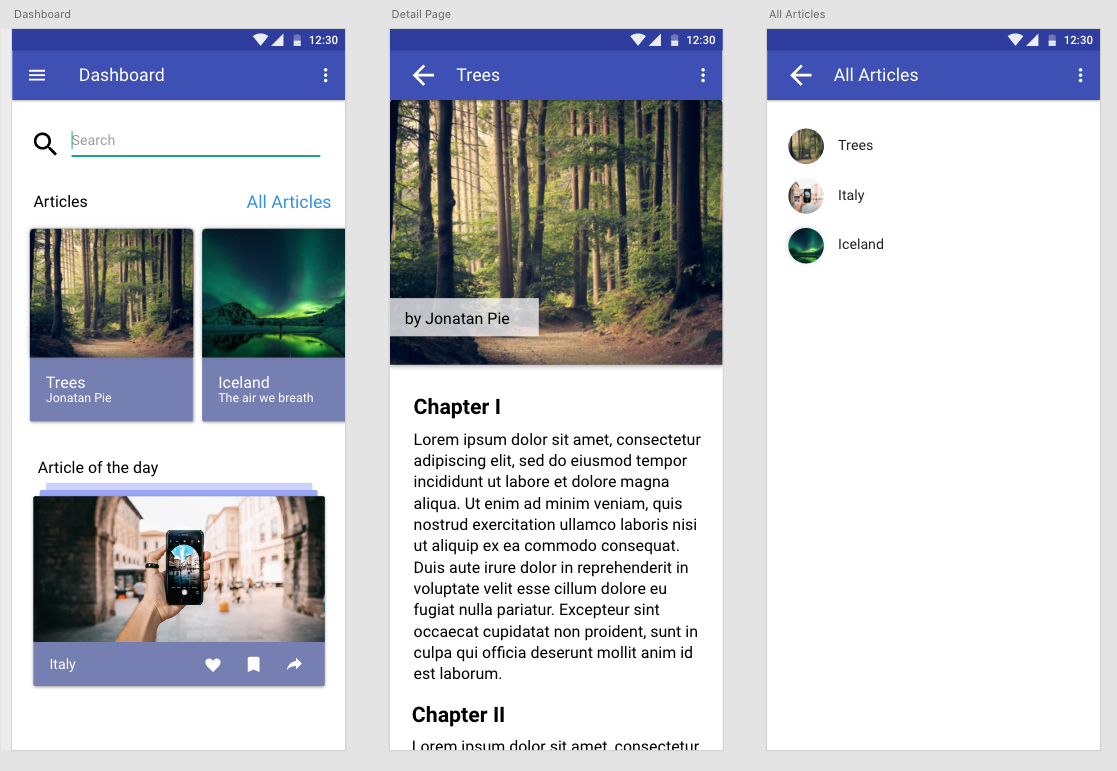 Dashboard
12:30
Dashboard
Search
Articles
All Articles
Trees
Jonatan Pie
Iceland
The air we breath
Article of the day
Italy
Detail Page
12:30
Trees
by Jonatan Pie
Chapter I
Lorem ipsum dolor sit amet, consectetur
adipiscing elit, sed do eiusmod tempor
incididunt ut labore et dolore magna
aliqua. Ut enim ad minim veniam, quis
nostrud exercitation ullamco laboris nisi
ut aliquip ex ea commodo consequat.
Duis aute irure dolor in reprehenderit in
voluptate velit esse cillum dolore eu
fugiat nulla pariatur. Excepteur sint
occaecat cupidatat non proident, sunt in
culpa qui officia deserunt mollit anim id
est laborum.
Chapter II
Lorem ipsum dolor sit amet, consectetur
All Articles
12:30
All Articles
Trees
Italy
Iceland